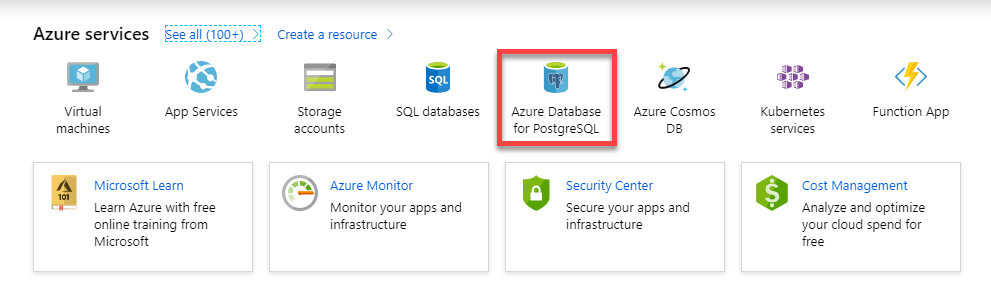 Azure services See all (100+) Create a resource
Virtual machines
App Services
Storage accounts
SQL
SQL databases
Azure Database for PostgreSQL
Azure Cosmos DB
Kubernetes services
Function App
101
Microsoft Learn
Learn Azure with free
online training from
Microsoft
Azure Monitor
Monitor your apps and
infrastructure
Security Center
Secure your apps and
infrastructure
$
Cost Management
Analyze and optimize
your cloud spend for
free